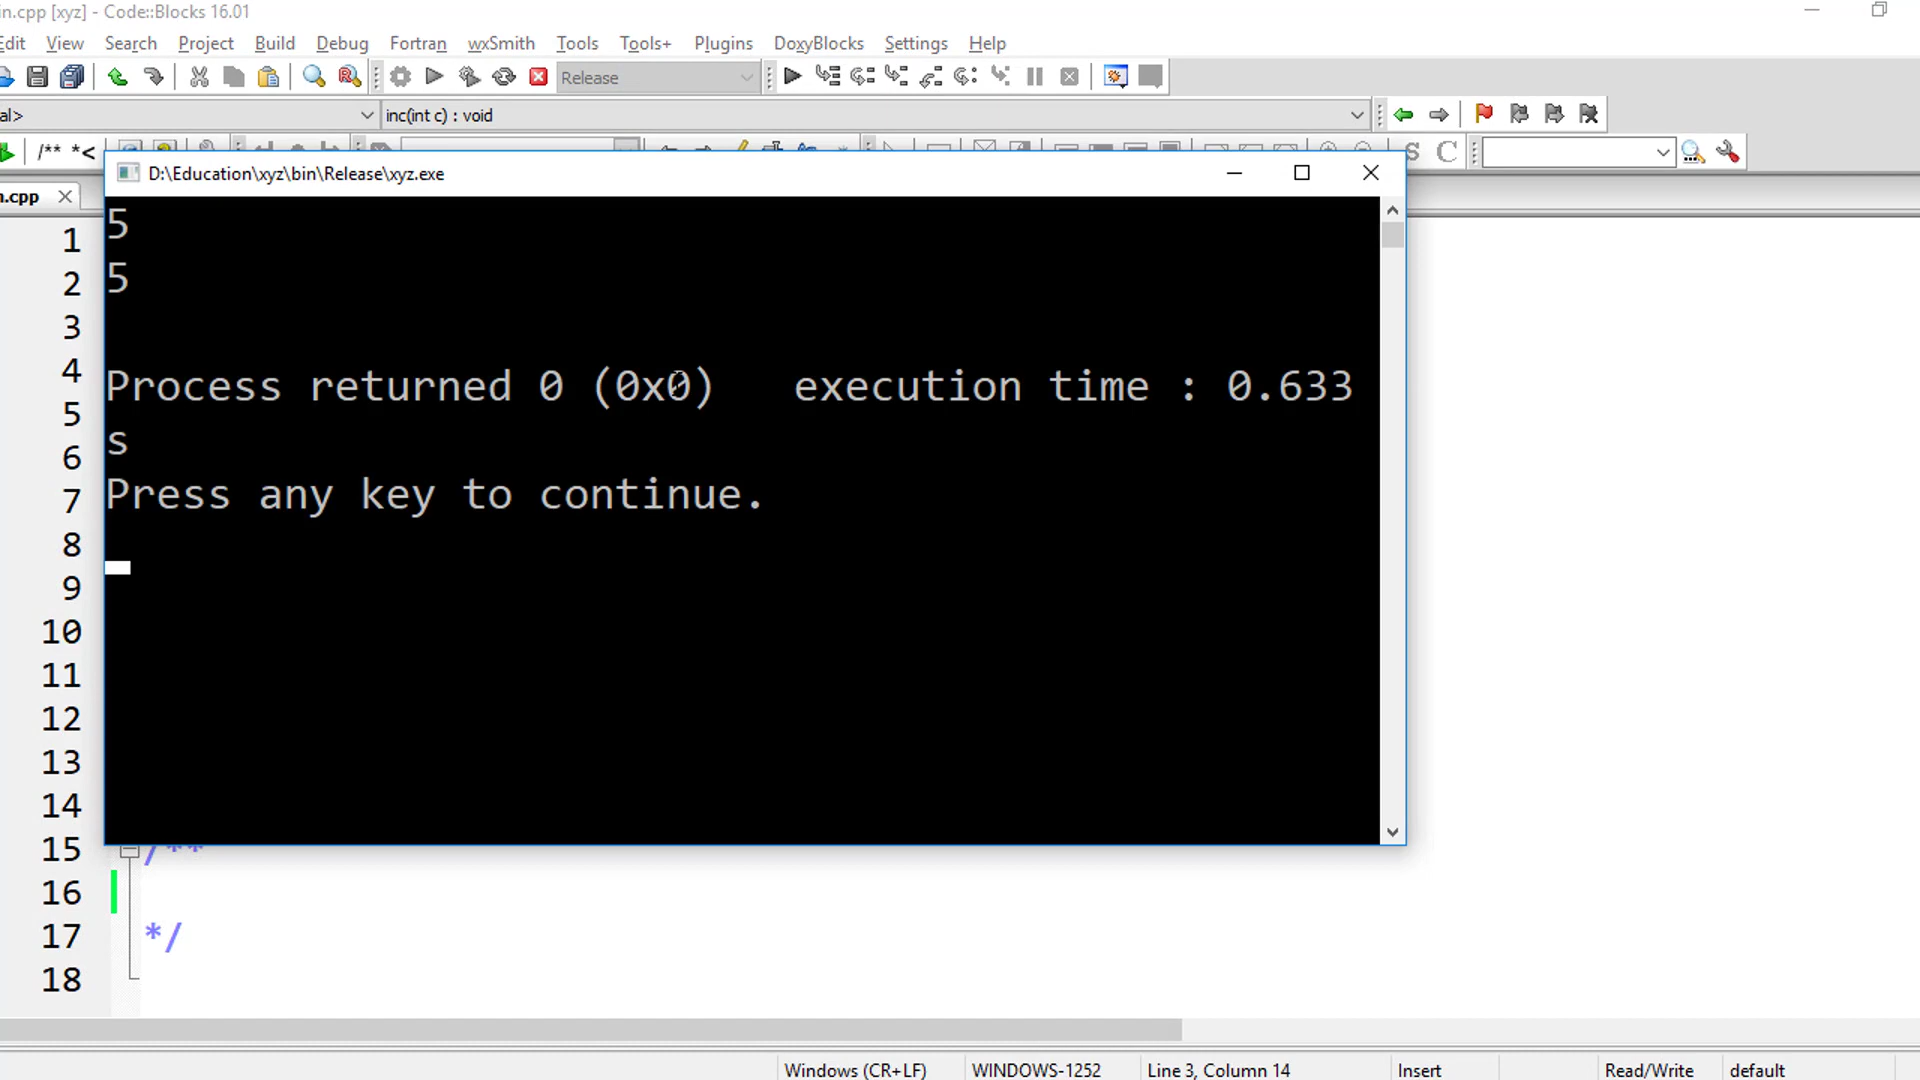 in.cpp [xyz] - Code::Blocks 16.01
Edit View Search Project Build Debug Fortran wxSmith Tools Tools+ Plugins DoxyBlocks Settings Help
Release
al> inc(int c) : void
/** *< S C
D:\Education\xyz\bin\Release\xyz.exe
n.cpp
5
5
Process returned 0 (0x0)   execution time : 0.633
s
Press any key to continue.
1
2
3
4
5
6
7
8
9
10
11
12
13
14
15 /**
16
17 */
18
Windows (CR+LF) WINDOWS-1252 Line 3, Column 14 Insert Read/Write default